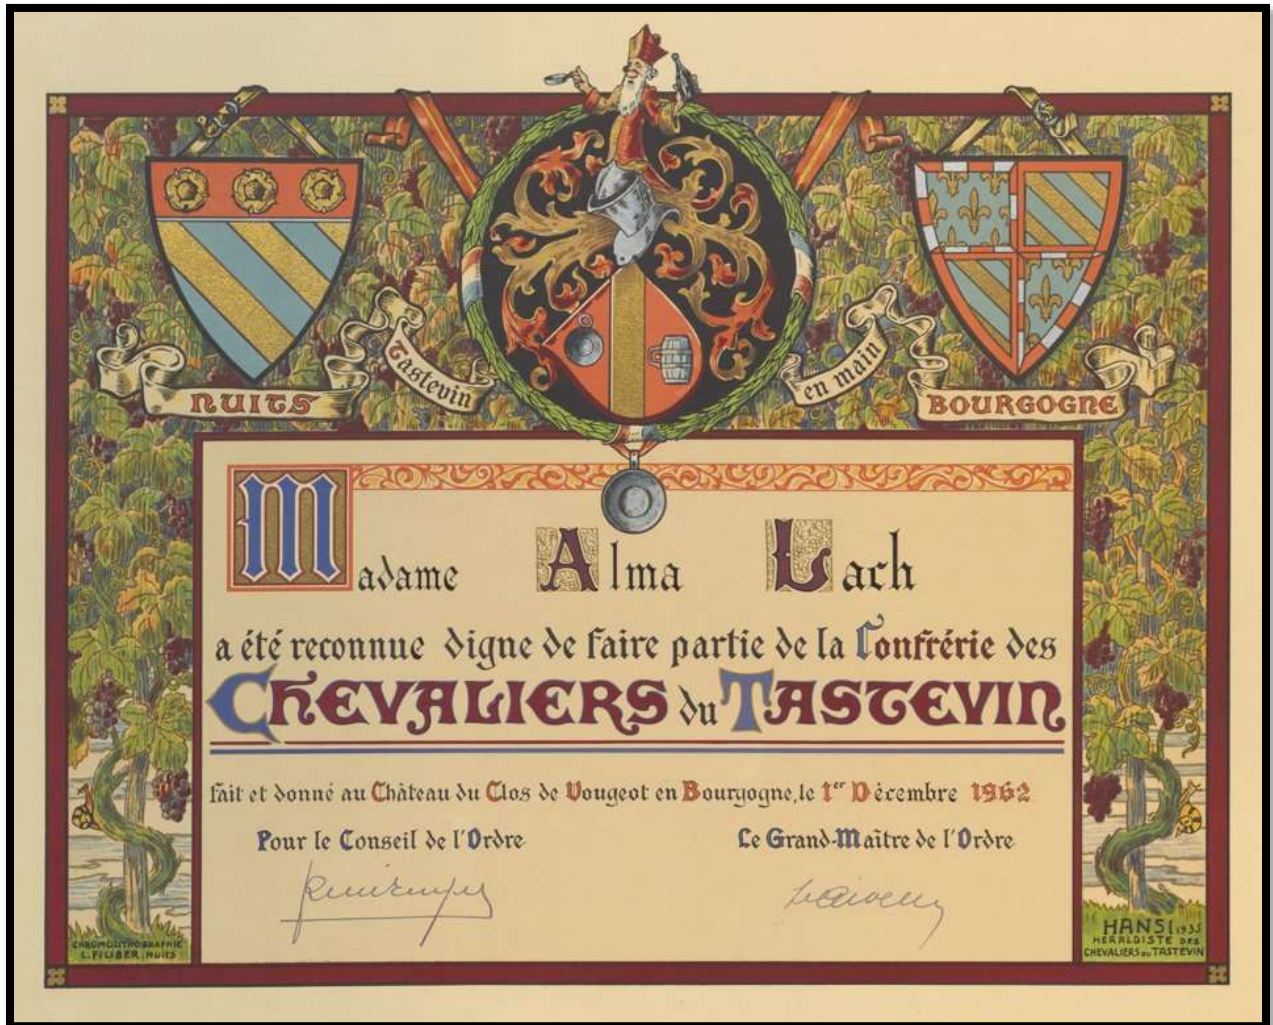 Tastevin
en main
NUITS
BOURGOGNE
Madame Alma Lach
a été reconnue digne de faire partie de la Confrérie des
CHEVALIERS du TASTEVIN
fait et donné au Château du Clos de Vougeot en Bourgogne, le 1er Décembre 1962
Pour le Conseil de l'Ordre
Le Grand-Maître de l'Ordre
CHROMOLITHOGRAPHIE
L. FILIBER, NUITS
HANSI 1935
HERALDISTE DES
CHEVALIERS DU TASTEVIN